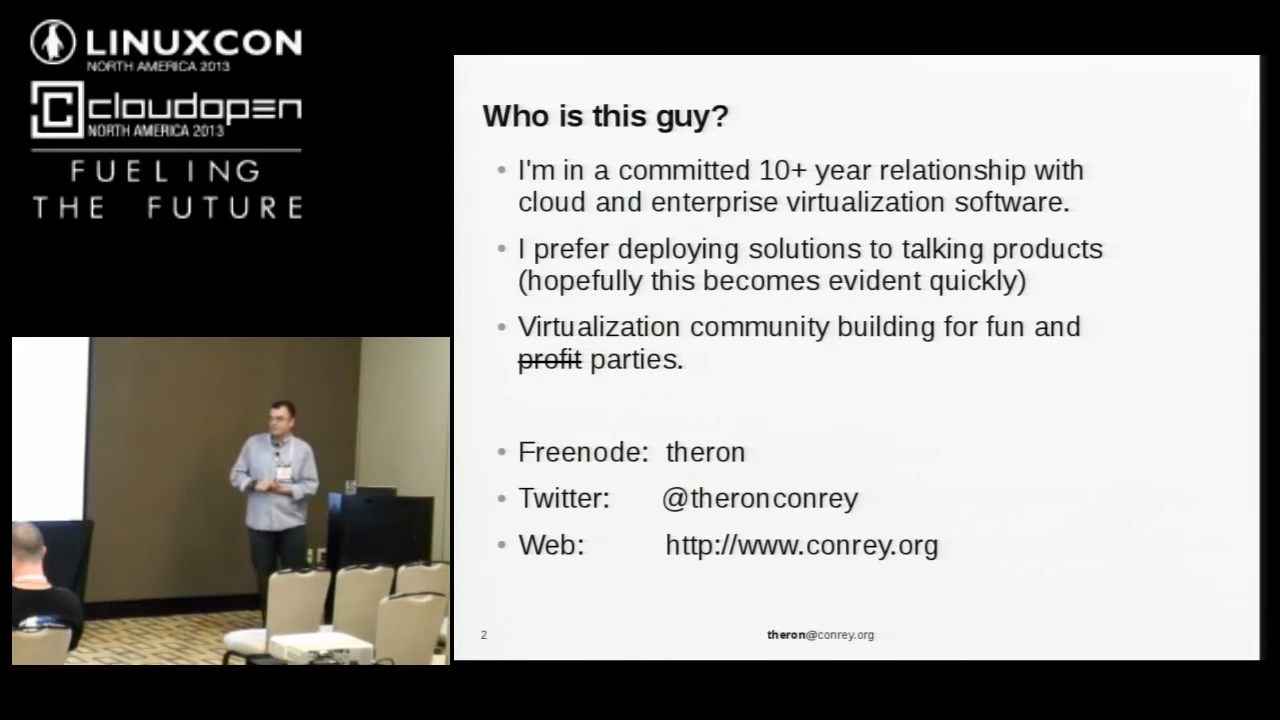 LINUXCON
NORTH AMERICA 2013
cloudopen
NORTH AMERICA 2013
FUELING
THE FUTURE
Who is this guy?
• I'm in a committed 10+ year relationship with
cloud and enterprise virtualization software.
• I prefer deploying solutions to talking products
(hopefully this becomes evident quickly)
• Virtualization community building for fun and
profit parties.
• Freenode: theron
• Twitter: @theronconrey
• Web: http://www.conrey.org
2
theron@conrey.org